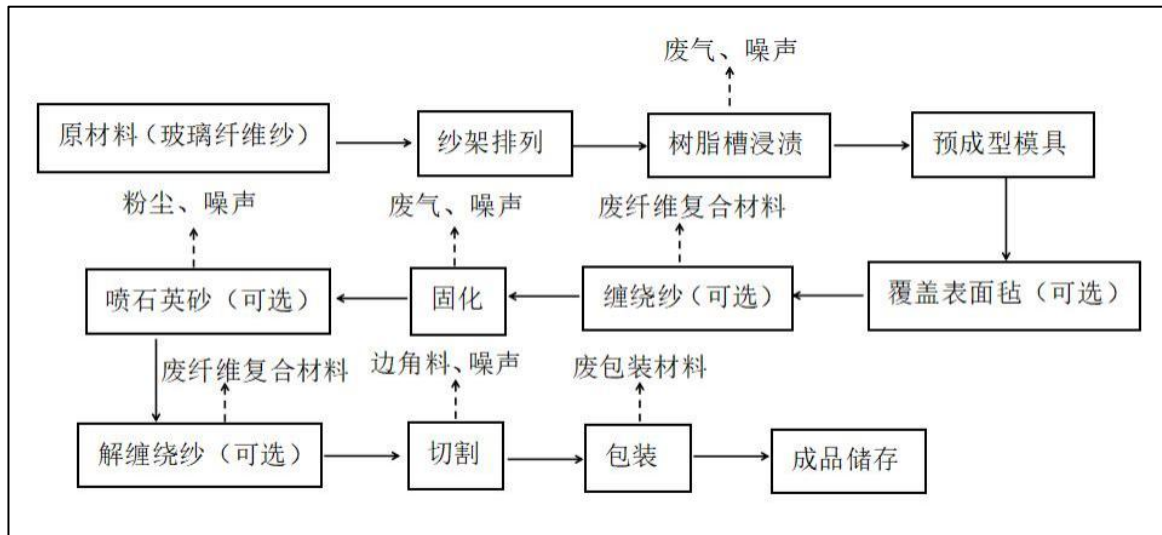 废气、噪声
原材料（玻璃纤维纱）
纱架排列
树脂槽浸渍
预成型模具
粉尘、噪声
废气、噪声
废纤维复合材料
喷石英砂（可选）
固化
缠绕纱（可选）
覆盖表面毡（可选）
废纤维复合材料
边角料、噪声
废包装材料
解缠绕纱（可选）
切割
包装
成品储存